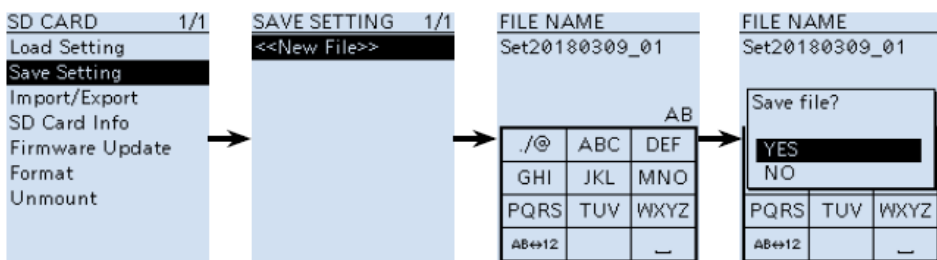 SD CARD 1/1
Load Setting
Save Setting
Import/Export
SD Card Info
Firmware Update
Format
Unmount
SAVE SETTING 1/1
<<New File>>
FILE NAME
Set20180309_01
AB
./@ ABC DEF
GHI JKL MNO
PQRS TUV WXYZ
AB↔12 ⎵
FILE NAME
Set20180309_01
Save file?
YES
NO
PQRS TUV WXYZ
AB↔12 ⎵